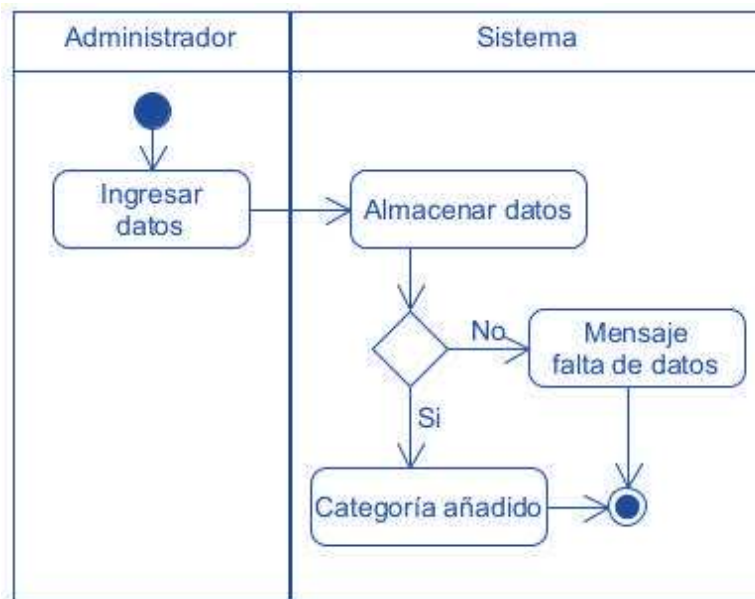 Administrador
Sistema
Ingresar
datos
Almacenar datos
No
Mensaje
falta de datos
Si
Categoría añadido